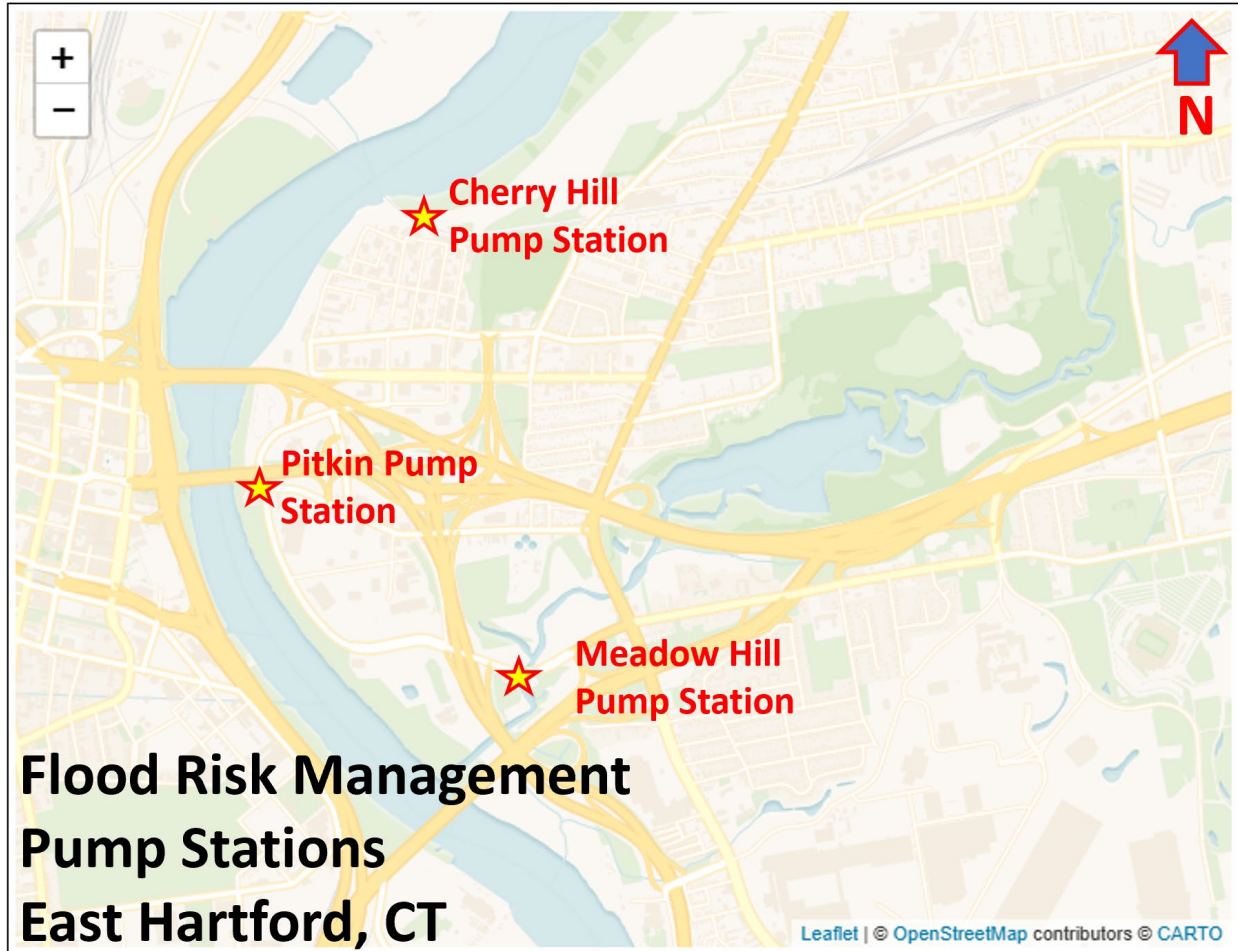 +
−
N
Cherry Hill
Pump Station
Pitkin Pump
Station
Meadow Hill
Pump Station
Flood Risk Management
Pump Stations
East Hartford, CT
Leaflet | © OpenStreetMap contributors © CARTO